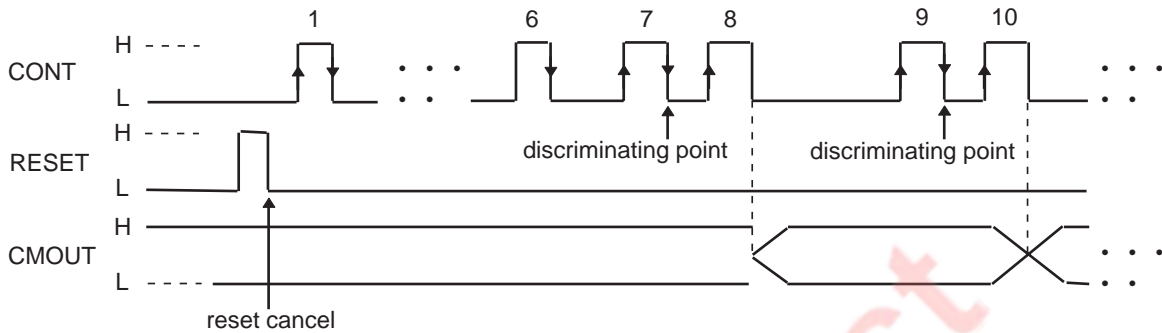 1 6 7 8 9 10
H
CONT
L
discriminating point discriminating point
H
RESET
L
H
CMOUT
L
reset cancel